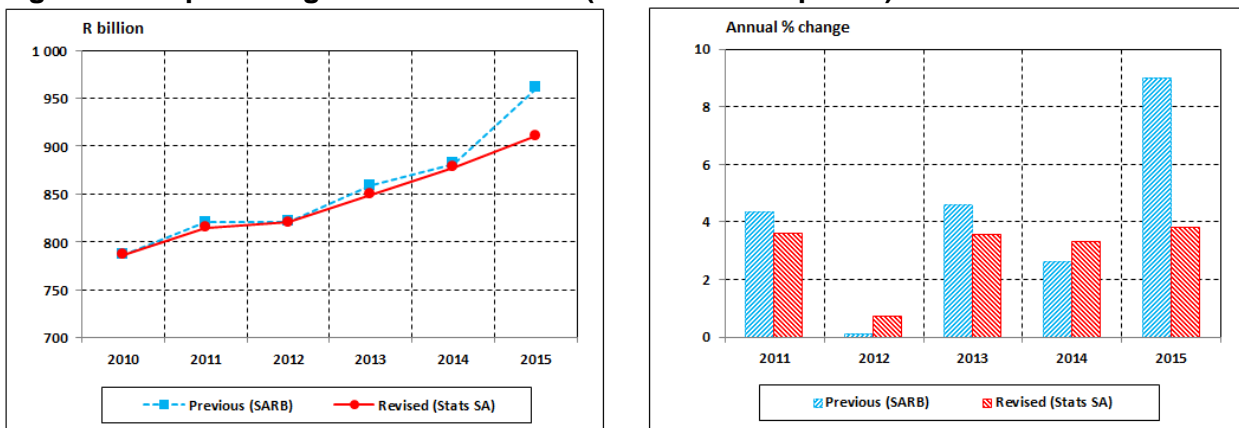 R billion
1 000
950
900
850
800
750
700
2010 2011 2012 2013 2014 2015
Previous (SARB) Revised (Stats SA)
Annual % change
10
8
6
4
2
0
2011 2012 2013 2014 2015
Previous (SARB) Revised (Stats SA)